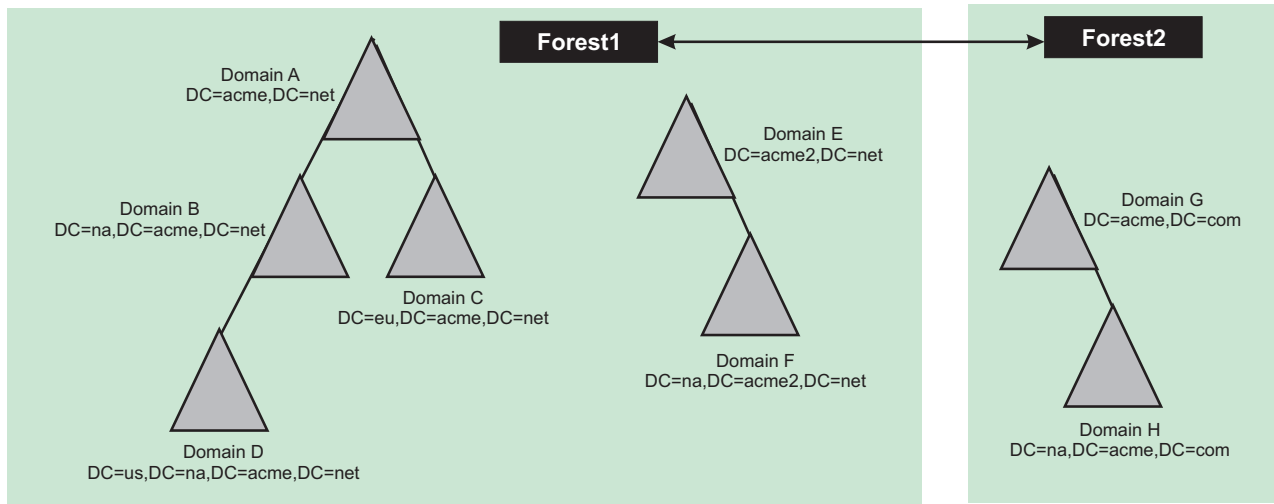 Forest1
Forest2
Domain A
DC=acme,DC=net
Domain E
DC=acme2,DC=net
Domain B
DC=na,DC=acme,DC=net
Domain G
DC=acme,DC=com
Domain C
DC=eu,DC=acme,DC=net
Domain F
DC=na,DC=acme2,DC=net
Domain D
DC=us,DC=na,DC=acme,DC=net
Domain H
DC=na,DC=acme,DC=com